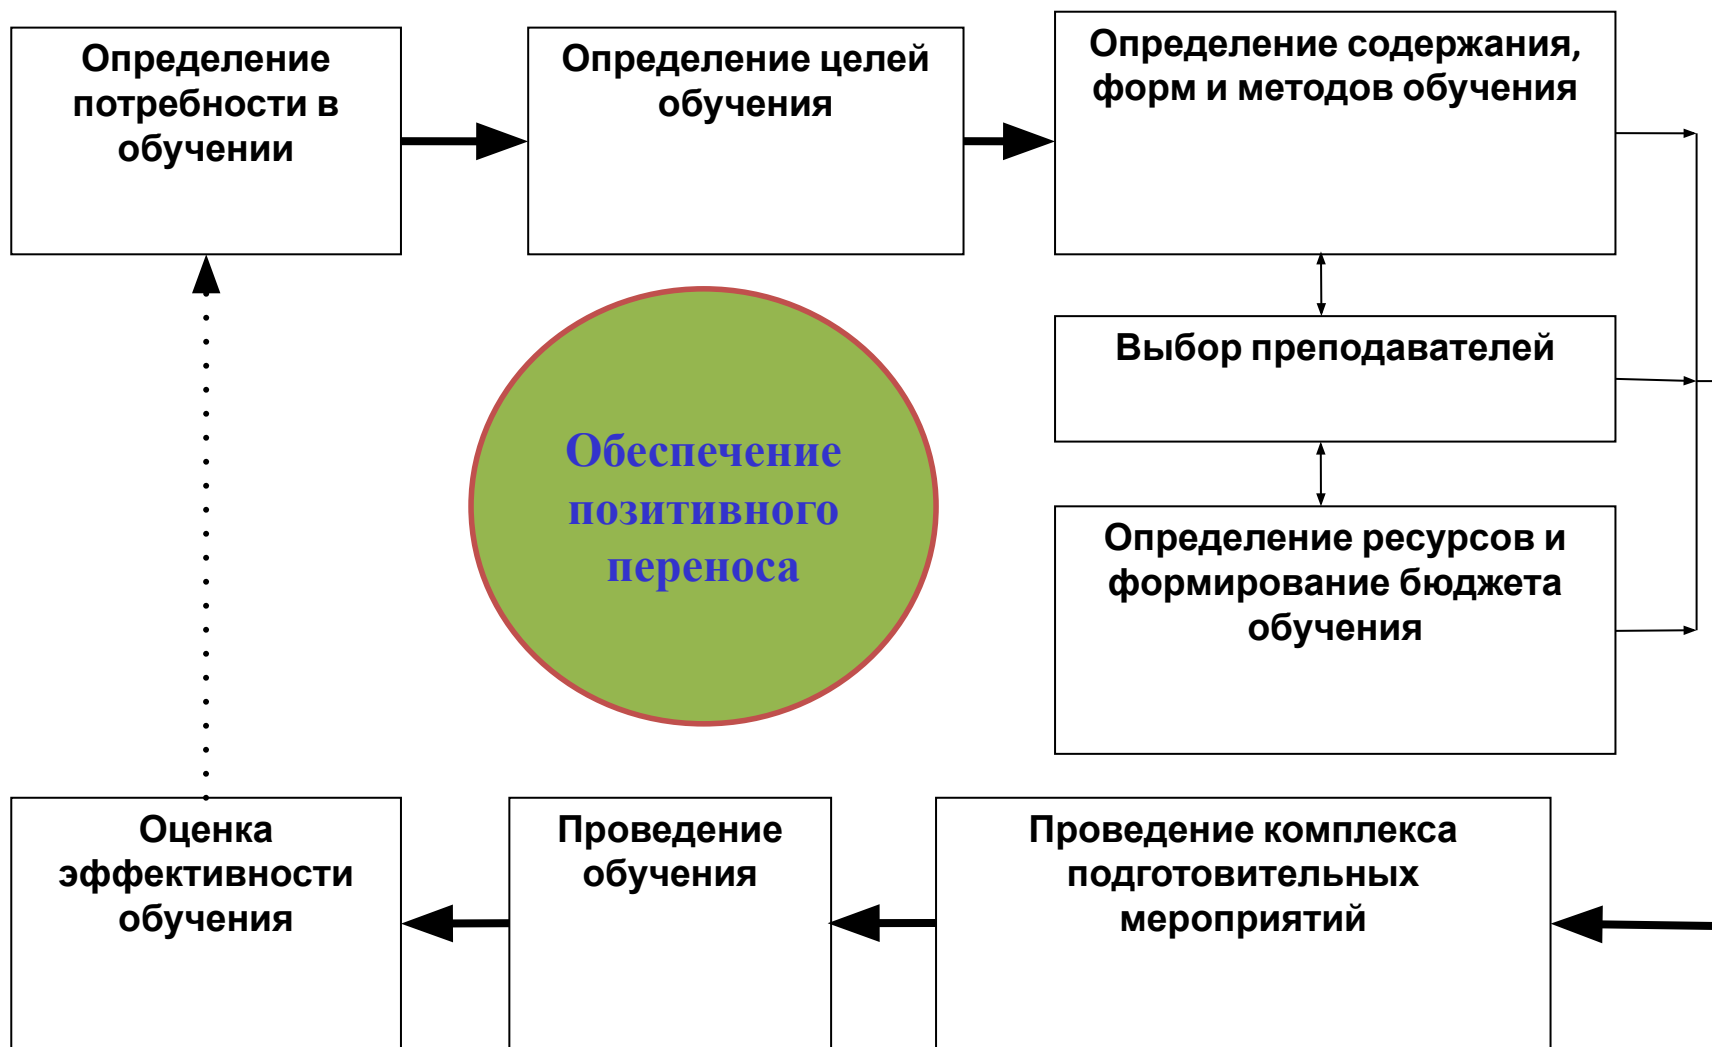 Определение
потребности в
обучении
Определение целей
обучения
Определение содержания,
форм и методов обучения
Выбор преподавателей
Обеспечение
позитивного
переноса
Определение ресурсов и
формирование бюджета
обучения
Оценка
эффективности
обучения
Проведение
обучения
Проведение комплекса
подготовительных
мероприятий